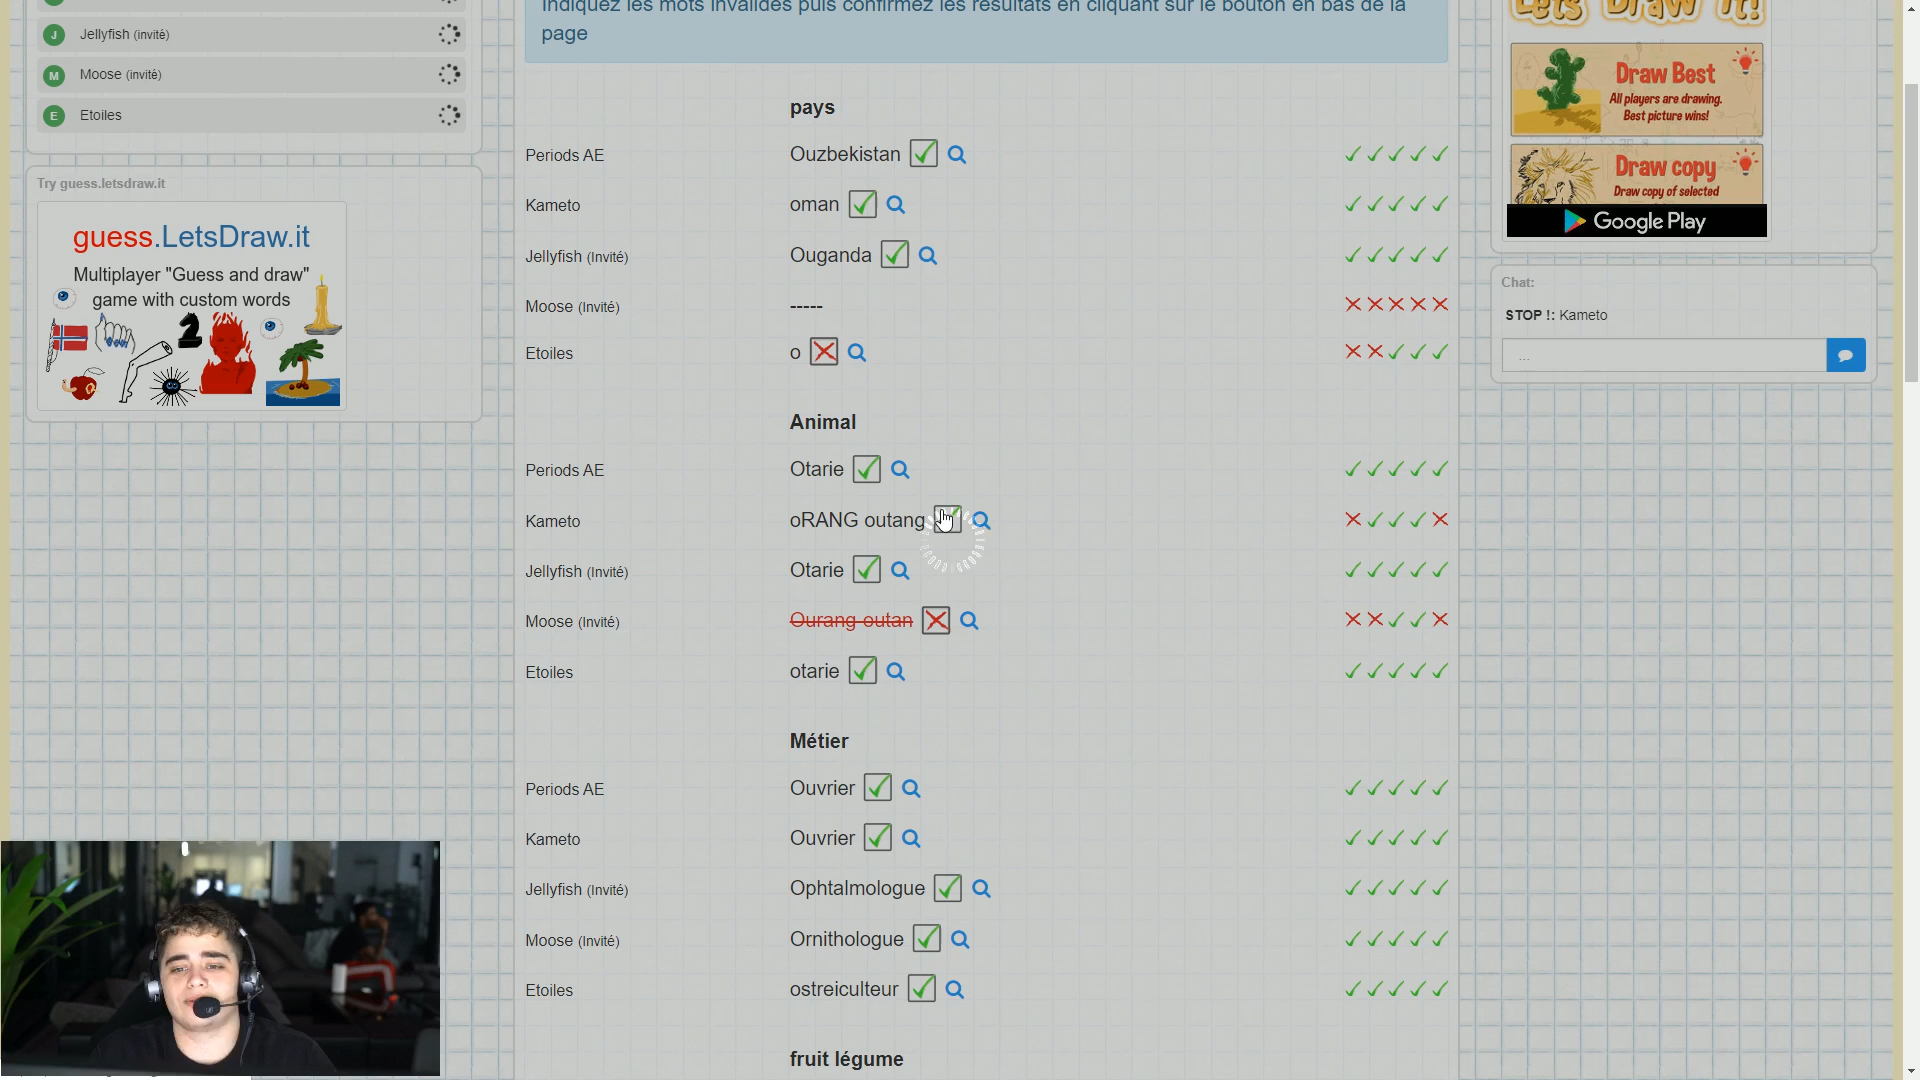 Indiquez les mots invalides puis confirmez les résultats en cliquant sur le bouton en bas de la
page
J Jellyfish (invité)
M Moose (invité)
E Etoiles
Try guess.letsdraw.it
guess.LetsDraw.it
Multiplayer "Guess and draw"
game with custom words
pays
Periods AE Ouzbekistan
Kameto oman
Jellyfish (Invité) Ouganda
Moose (Invité) -----
Etoiles o
Animal
Periods AE Otarie
Kameto oRANG outang
Jellyfish (Invité) Otarie
Moose (Invité) Ourang outan
Etoiles otarie
Métier
Periods AE Ouvrier
Kameto Ouvrier
Jellyfish (Invité) Ophtalmologue
Moose (Invité) Ornithologue
Etoiles ostreiculteur
fruit légume
Lets Draw It!
Draw Best
All players are drawing.
Best picture wins!
Draw copy
Draw copy of selected
Google Play
Chat:
STOP !: Kameto
...